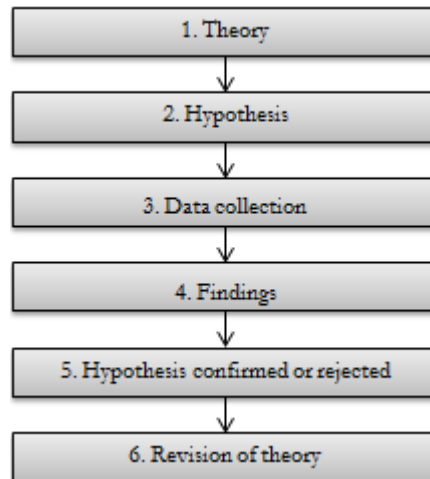 1. Theory
2. Hypothesis
3. Data collection
4. Findings
5. Hypothesis confirmed or rejected
6. Revision of theory